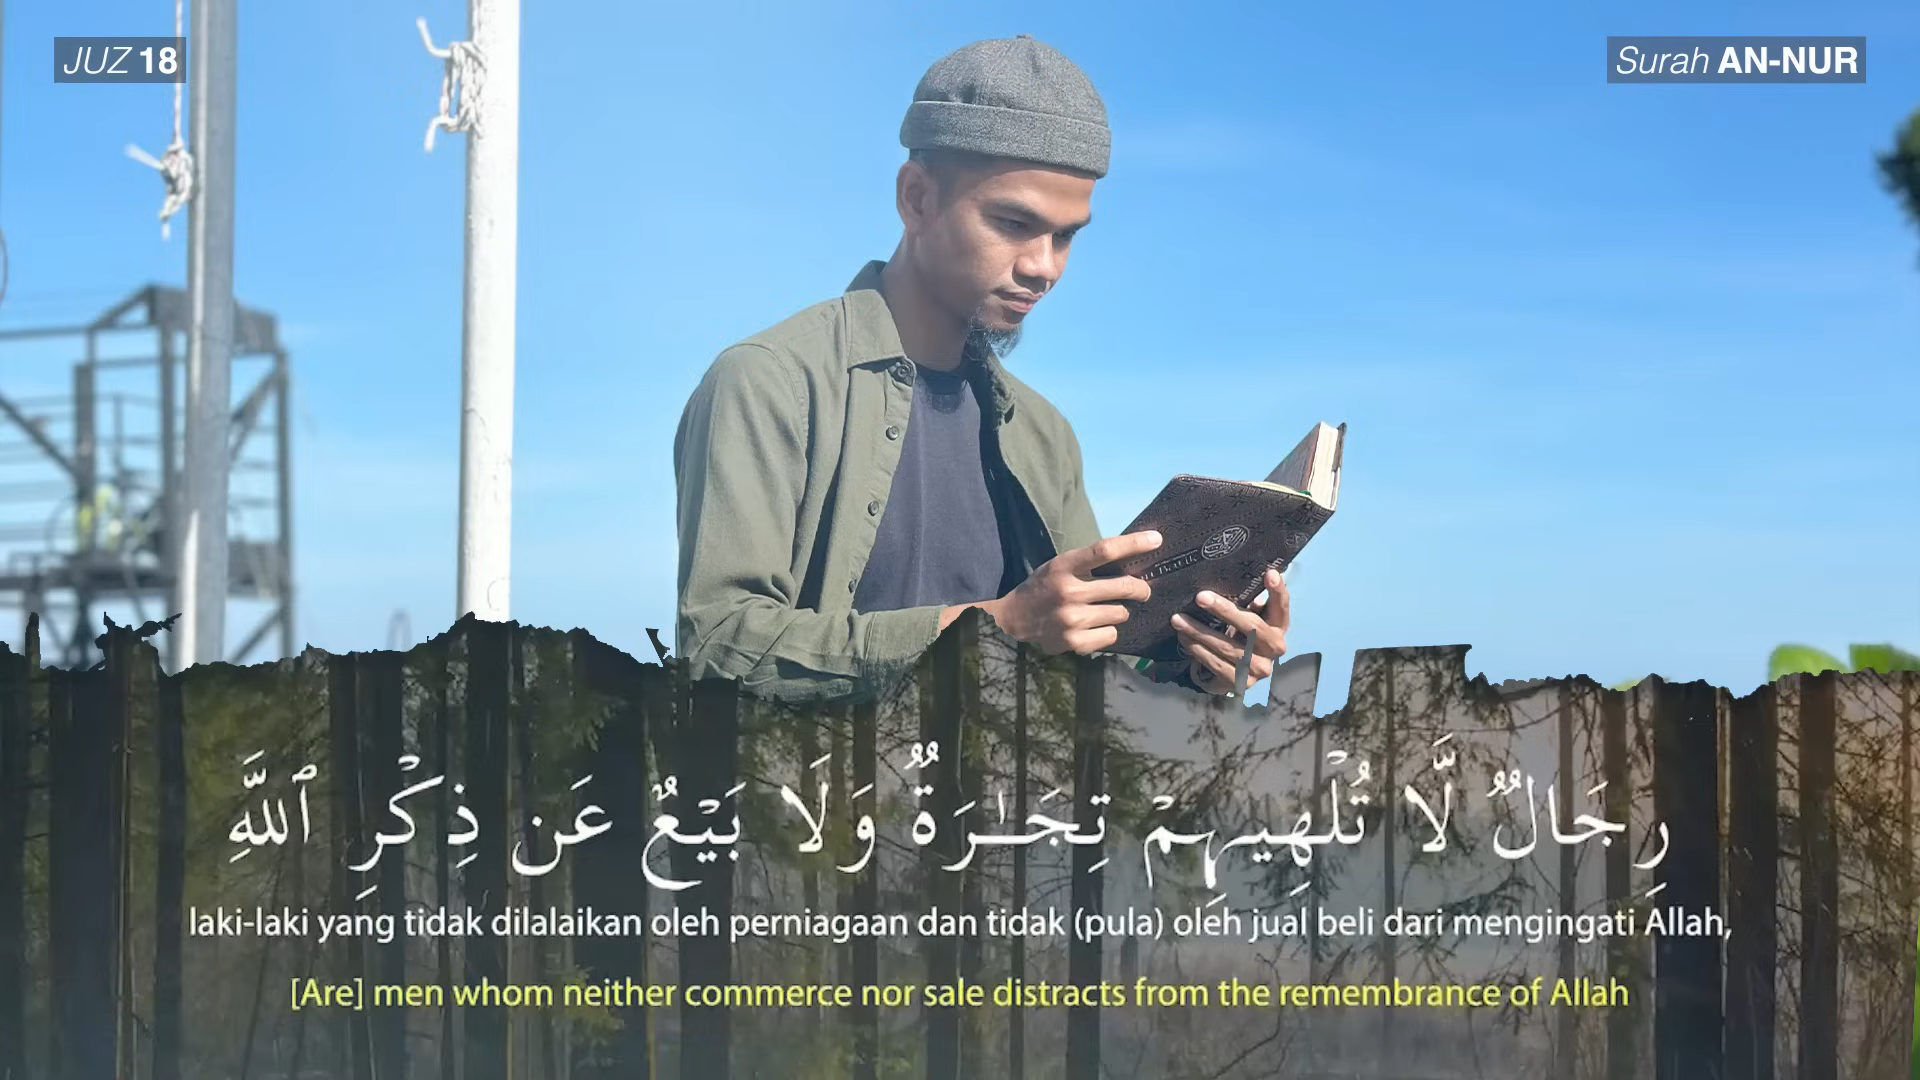 JUZ 18
Surah AN-NUR
رِجَالٌ لَّا تُلْهِيهِمْ تِجَـٰرَةٌ وَلَا بَيْعٌ عَن ذِكْرِ ٱللَّهِ
laki-laki yang tidak dilalaikan oleh perniagaan dan tidak (pula) oleh jual beli dari mengingati Allah,
[Are] men whom neither commerce nor sale distracts from the remembrance of Allah